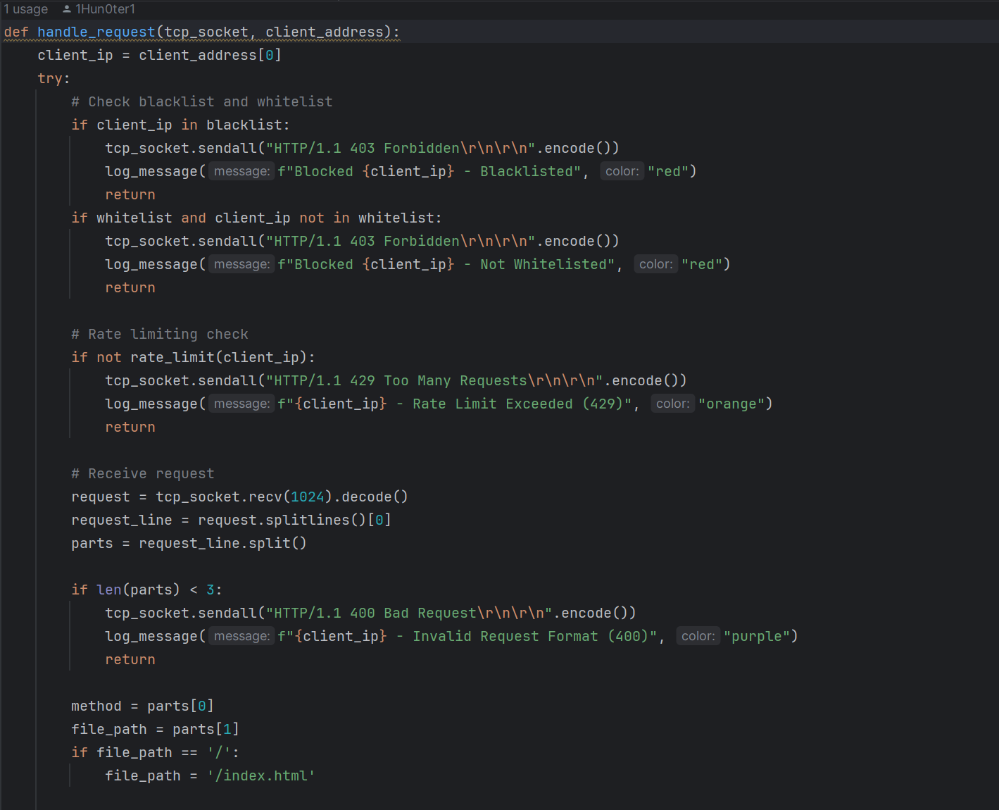 1 usage 1Hun0ter1
def handle_request(tcp_socket, client_address):
    client_ip = client_address[0]
    try:
        # Check blacklist and whitelist
        if client_ip in blacklist:
            tcp_socket.sendall("HTTP/1.1 403 Forbidden\r\n\r\n".encode())
            log_message( message: f"Blocked {client_ip} - Blacklisted", color: "red")
            return
        if whitelist and client_ip not in whitelist:
            tcp_socket.sendall("HTTP/1.1 403 Forbidden\r\n\r\n".encode())
            log_message( message: f"Blocked {client_ip} - Not Whitelisted", color: "red")
            return

        # Rate limiting check
        if not rate_limit(client_ip):
            tcp_socket.sendall("HTTP/1.1 429 Too Many Requests\r\n\r\n".encode())
            log_message( message: f"{client_ip} - Rate Limit Exceeded (429)", color: "orange")
            return

        # Receive request
        request = tcp_socket.recv(1024).decode()
        request_line = request.splitlines()[0]
        parts = request_line.split()

        if len(parts) < 3:
            tcp_socket.sendall("HTTP/1.1 400 Bad Request\r\n\r\n".encode())
            log_message( message: f"{client_ip} - Invalid Request Format (400)", color: "purple")
            return

        method = parts[0]
        file_path = parts[1]
        if file_path == '/':
            file_path = '/index.html'